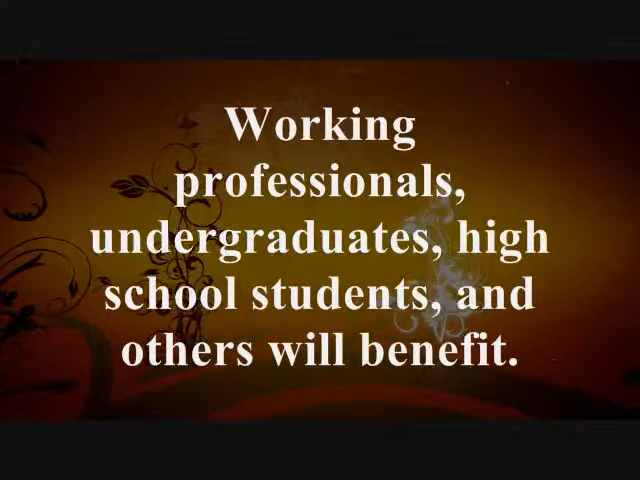 Working
professionals,
undergraduates, high
school students, and
others will benefit.